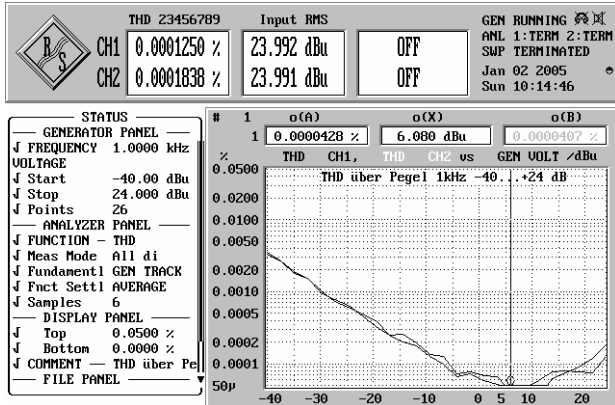 THD 23456789 Input RMS GEN RUNNING
R S CH1 0.0001250 % 23.992 dBu OFF ANL 1:TERM 2:TERM
SWP TERMINATED
CH2 0.0001838 % 23.991 dBu OFF Jan 02 2005
Sun 10:14:46
STATUS
GENERATOR PANEL
FREQUENCY 1.0000 kHz
VOLTAGE
Start -40.00 dBu
Stop 24.000 dBu
Points 26
ANALYZER PANEL
FUNCTION - THD
Meas Mode All di
Fundamentl GEN TRACK
Fnct Settl AVERAGE
Samples 6
DISPLAY PANEL
Top 0.0500 %
Bottom 0.0000 %
COMMENT — THD über Pe
FILE PANEL
# 1 o(A) o(X) o(B)
1 0.0000428 % 6.080 dBu 0.0000407 %
% THD CH1, THD CH2 vs GEN VOLT /dBu
THD über Pegel 1kHz -40...+24 dB
0.0500
0.0200
0.0100
0.0050
0.0020
0.0010
0.0005
0.0002
0.0001
50µ
-40 -30 -20 -10 0 5 10 20